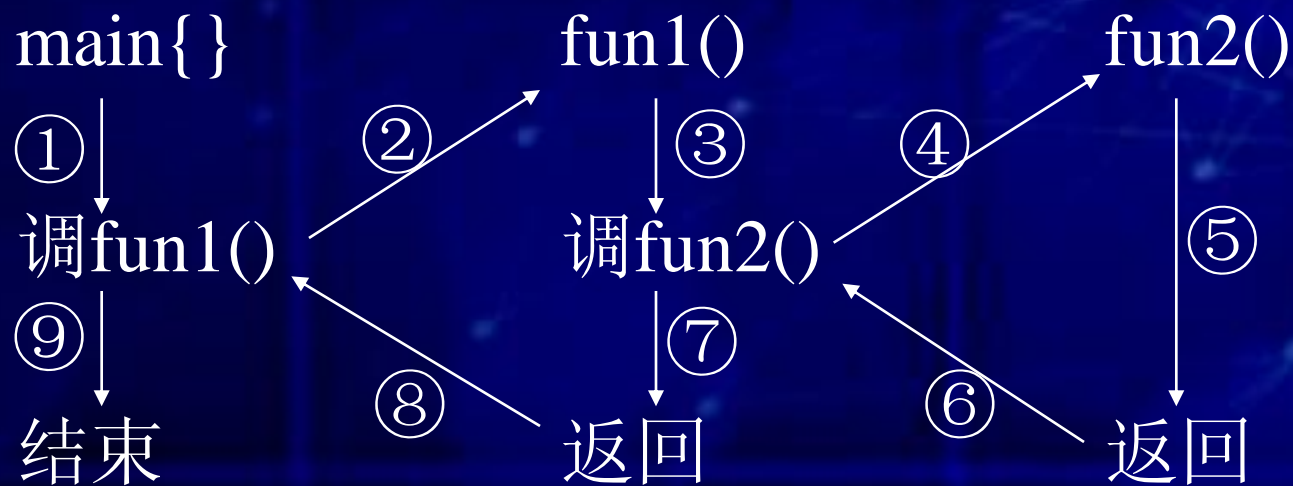 main{} fun1() fun2()
① ② ③ ④
调fun1() 调fun2() ⑤
⑨ ⑧ ⑦ ⑥
结束 返回 返回